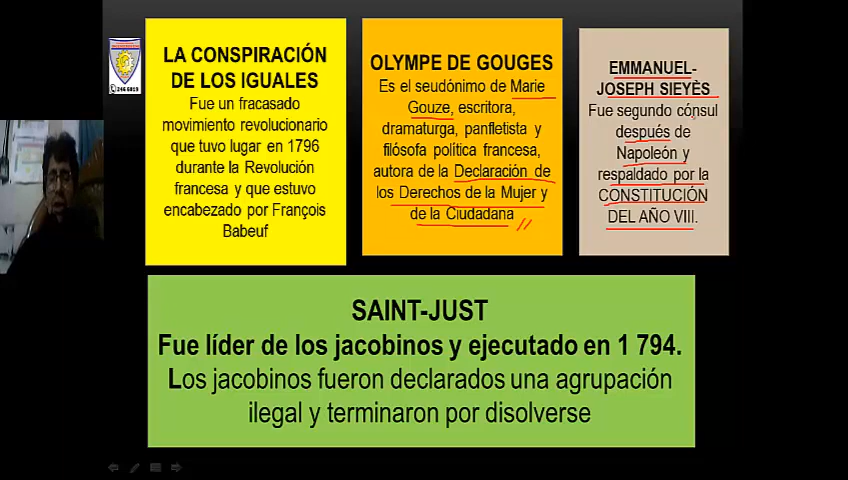 LA CONSPIRACIÓN
DE LOS IGUALES
Fue un fracasado
movimiento revolucionario
que tuvo lugar en 1796
durante la Revolución
francesa y que estuvo
encabezado por François
Babeuf
OLYMPE DE GOUGES
Es el seudónimo de Marie
Gouze, escritora,
dramaturga, panfletista y
filósofa política francesa,
autora de la Declaración de
los Derechos de la Mujer y
de la Ciudadana
EMMANUEL-
JOSEPH SIEYÈS
Fue segundo cónsul
después de
Napoleón y
respaldado por la
CONSTITUCIÓN
DEL AÑO VIII.
SAINT-JUST
Fue líder de los jacobinos y ejecutado en 1 794.
Los jacobinos fueron declarados una agrupación
ilegal y terminaron por disolverse